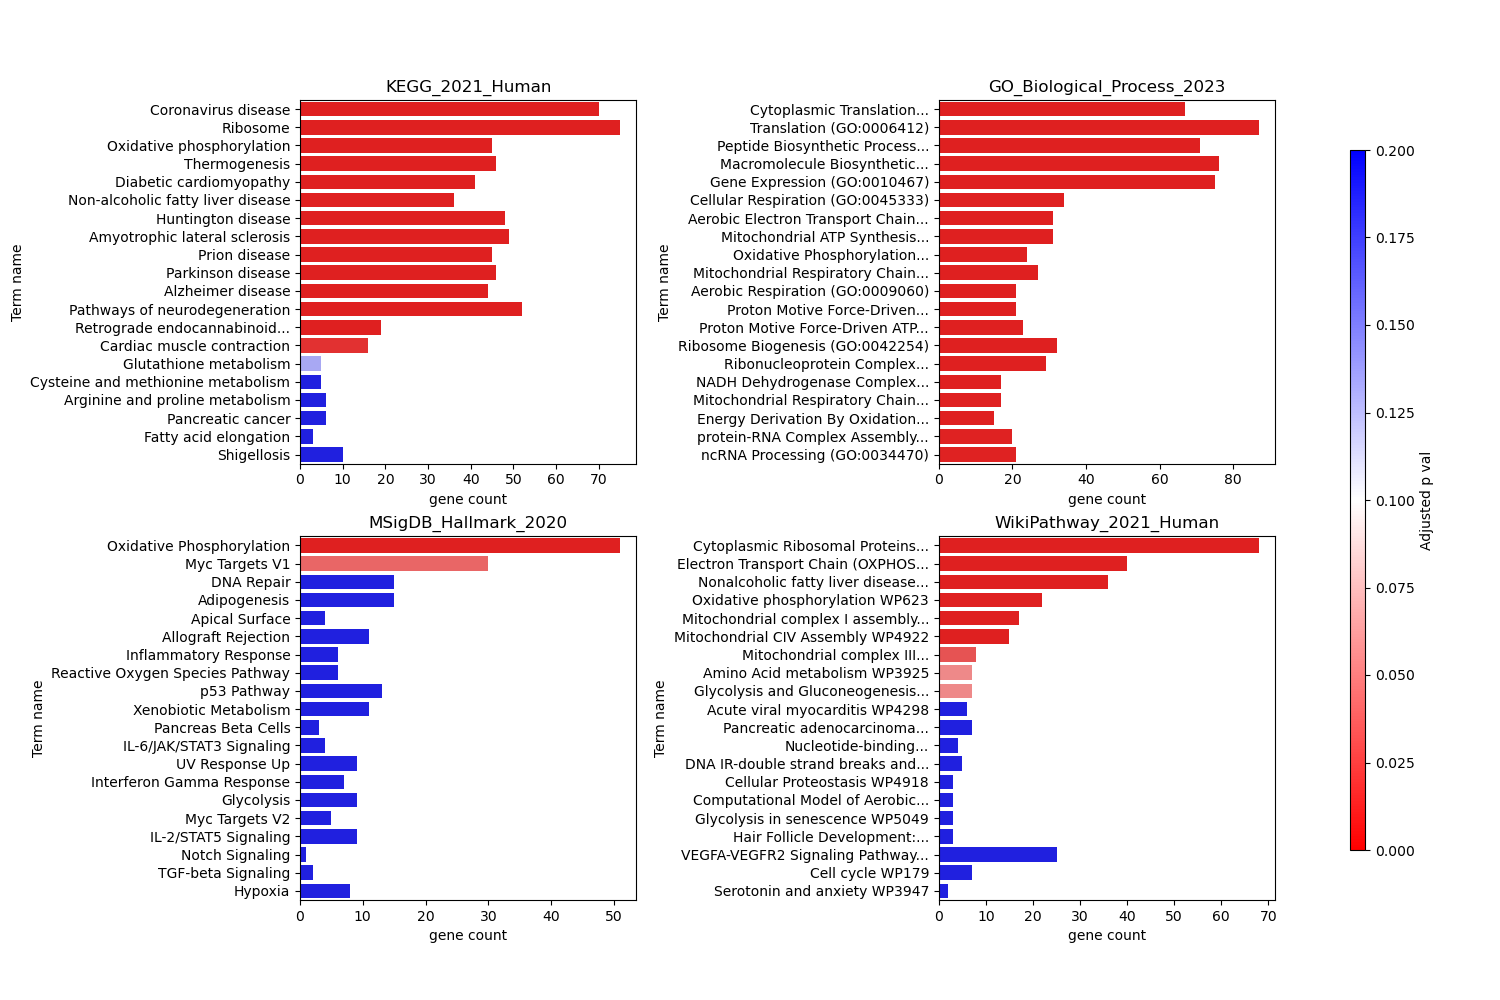 KEGG_2021_Human
Term name
Coronavirus disease
Ribosome
Oxidative phosphorylation
Thermogenesis
Diabetic cardiomyopathy
Non-alcoholic fatty liver disease
Huntington disease
Amyotrophic lateral sclerosis
Prion disease
Parkinson disease
Alzheimer disease
Pathways of neurodegeneration
Retrograde endocannabinoid...
Cardiac muscle contraction
Glutathione metabolism
Cysteine and methionine metabolism
Arginine and proline metabolism
Pancreatic cancer
Fatty acid elongation
Shigellosis
0 10 20 30 40 50 60 70
gene count
GO_Biological_Process_2023
Term name
Cytoplasmic Translation...
Translation (GO:0006412)
Peptide Biosynthetic Process...
Macromolecule Biosynthetic...
Gene Expression (GO:0010467)
Cellular Respiration (GO:0045333)
Aerobic Electron Transport Chain...
Mitochondrial ATP Synthesis...
Oxidative Phosphorylation...
Mitochondrial Respiratory Chain...
Aerobic Respiration (GO:0009060)
Proton Motive Force-Driven...
Proton Motive Force-Driven ATP...
Ribosome Biogenesis (GO:0042254)
Ribonucleoprotein Complex...
NADH Dehydrogenase Complex...
Mitochondrial Respiratory Chain...
Energy Derivation By Oxidation...
protein-RNA Complex Assembly...
ncRNA Processing (GO:0034470)
0 20 40 60 80
gene count
MSigDB_Hallmark_2020
Term name
Oxidative Phosphorylation
Myc Targets V1
DNA Repair
Adipogenesis
Apical Surface
Allograft Rejection
Inflammatory Response
Reactive Oxygen Species Pathway
p53 Pathway
Xenobiotic Metabolism
Pancreas Beta Cells
IL-6/JAK/STAT3 Signaling
UV Response Up
Interferon Gamma Response
Glycolysis
Myc Targets V2
IL-2/STAT5 Signaling
Notch Signaling
TGF-beta Signaling
Hypoxia
0 10 20 30 40 50
gene count
WikiPathway_2021_Human
Term name
Cytoplasmic Ribosomal Proteins...
Electron Transport Chain (OXPHOS...
Nonalcoholic fatty liver disease...
Oxidative phosphorylation WP623
Mitochondrial complex I assembly...
Mitochondrial CIV Assembly WP4922
Mitochondrial complex III...
Amino Acid metabolism WP3925
Glycolysis and Gluconeogenesis...
Acute viral myocarditis WP4298
Pancreatic adenocarcinoma...
Nucleotide-binding...
DNA IR-double strand breaks and...
Cellular Proteostasis WP4918
Computational Model of Aerobic...
Glycolysis in senescence WP5049
Hair Follicle Development:...
VEGFA-VEGFR2 Signaling Pathway...
Cell cycle WP179
Serotonin and anxiety WP3947
0 10 20 30 40 50 60 70
gene count
0.200
0.175
0.150
0.125
0.100
0.075
0.050
0.025
0.000
Adjusted p val